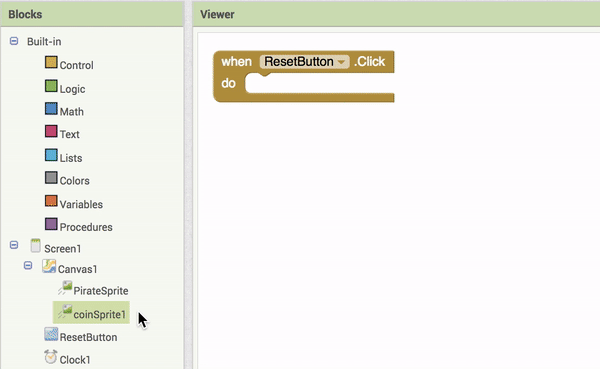 Blocks
Built-in
Control
Logic
Math
Text
Lists
Colors
Variables
Procedures
Screen1
Canvas1
PirateSprite
coinSprite1
ResetButton
Clock1
Viewer
when ResetButton .Click
do